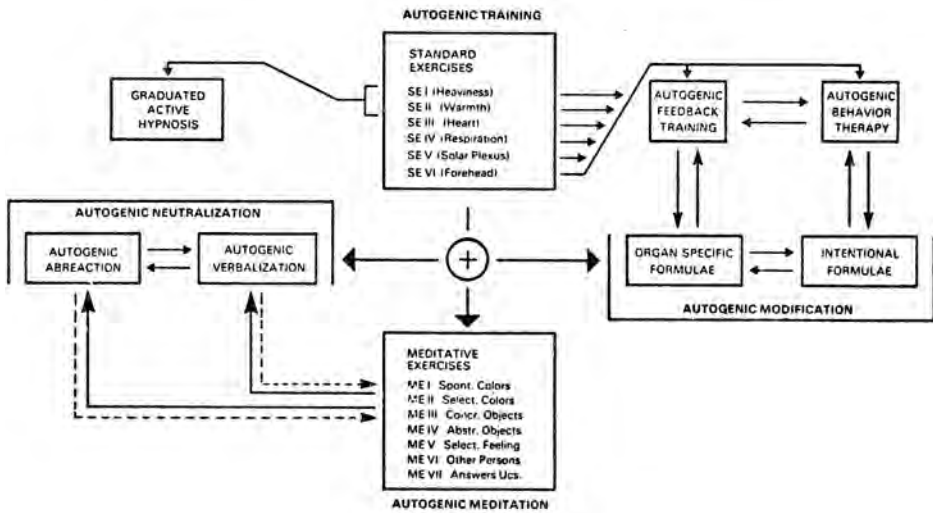 AUTOGENIC TRAINING
STANDARD
EXERCISES
SE I (Heaviness)
SE II (Warmth)
SE III (Heart)
SE IV (Respiration)
SE V (Solar Plexus)
SE VI (Forehead)
GRADUATED
ACTIVE
HYPNOSIS
AUTOGENIC
FEEDBACK
TRAINING
AUTOGENIC
BEHAVIOR
THERAPY
AUTOGENIC NEUTRALIZATION
AUTOGENIC
ABREACTION
AUTOGENIC
VERBALIZATION
+
ORGAN SPECIFIC
FORMULAE
INTENTIONAL
FORMULAE
AUTOGENIC MODIFICATION
MEDITATIVE
EXERCISES
ME I Spont. Colors
ME II Select. Colors
ME III Concr. Objects
ME IV Abstr. Objects
ME V Select. Feeling
ME VI Other Persons
ME VII Answers Ucs.
AUTOGENIC MEDITATION